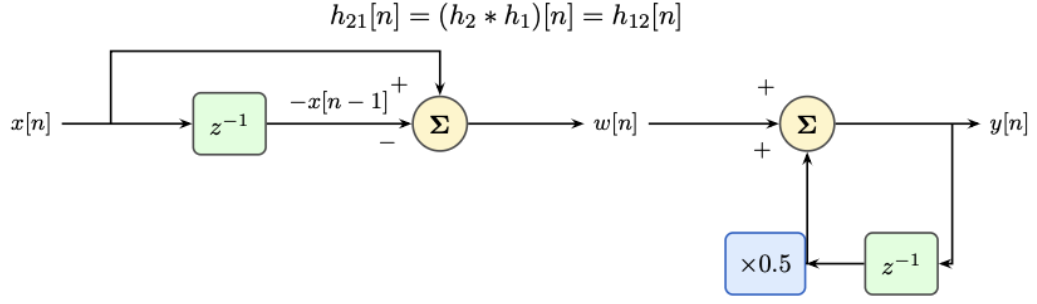 h₂₁[n] = (h₂ * h₁)[n] = h₁₂[n]
+
−x[n − 1]
+
x[n]
z⁻¹
Σ
w[n]
Σ
y[n]
−
+
×0.5
z⁻¹